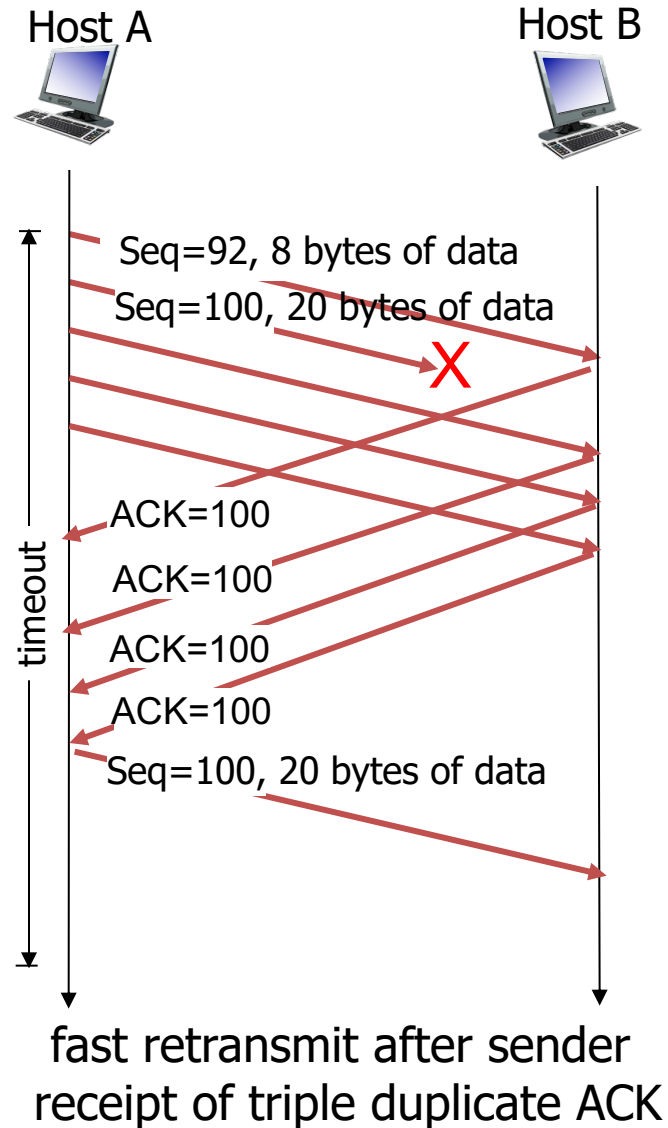 Host A
Host B
Seq=92, 8 bytes of data
Seq=100, 20 bytes of data
X
ACK=100
ACK=100
timeout
ACK=100
ACK=100
Seq=100, 20 bytes of data
fast retransmit after sender
receipt of triple duplicate ACK